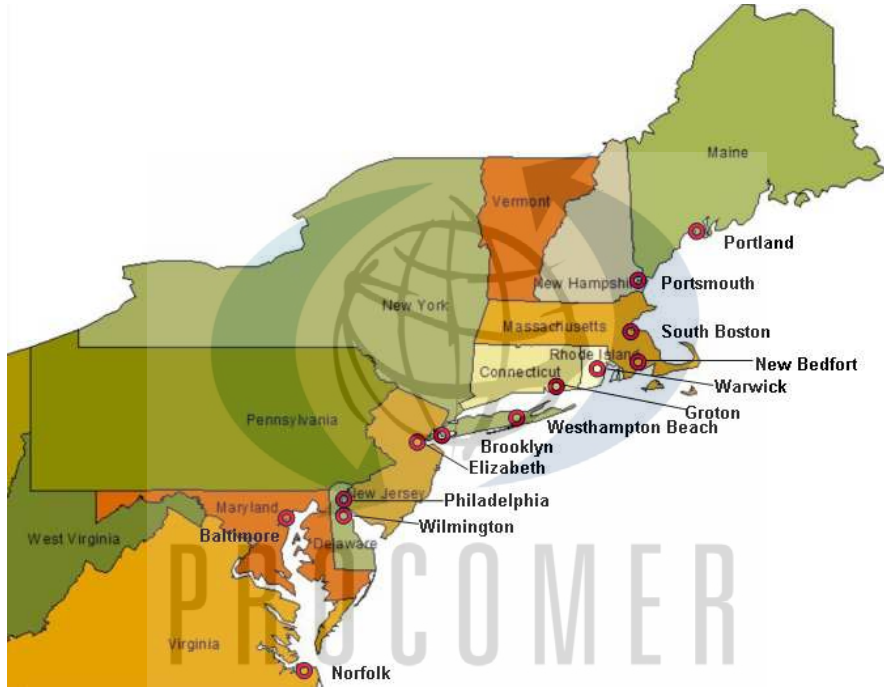 Maine
Vermont
Portland
New Hampshire
Portsmouth
New York
Massachusetts
South Boston
Rhode Island
New Bedfort
Connecticut
Warwick
Groton
Pennsylvania
Westhampton Beach
Brooklyn
Elizabeth
New Jersey
Philadelphia
Maryland
Wilmington
Baltimore
West Virginia
Delaware
PROCOMER
Virginia
Norfolk